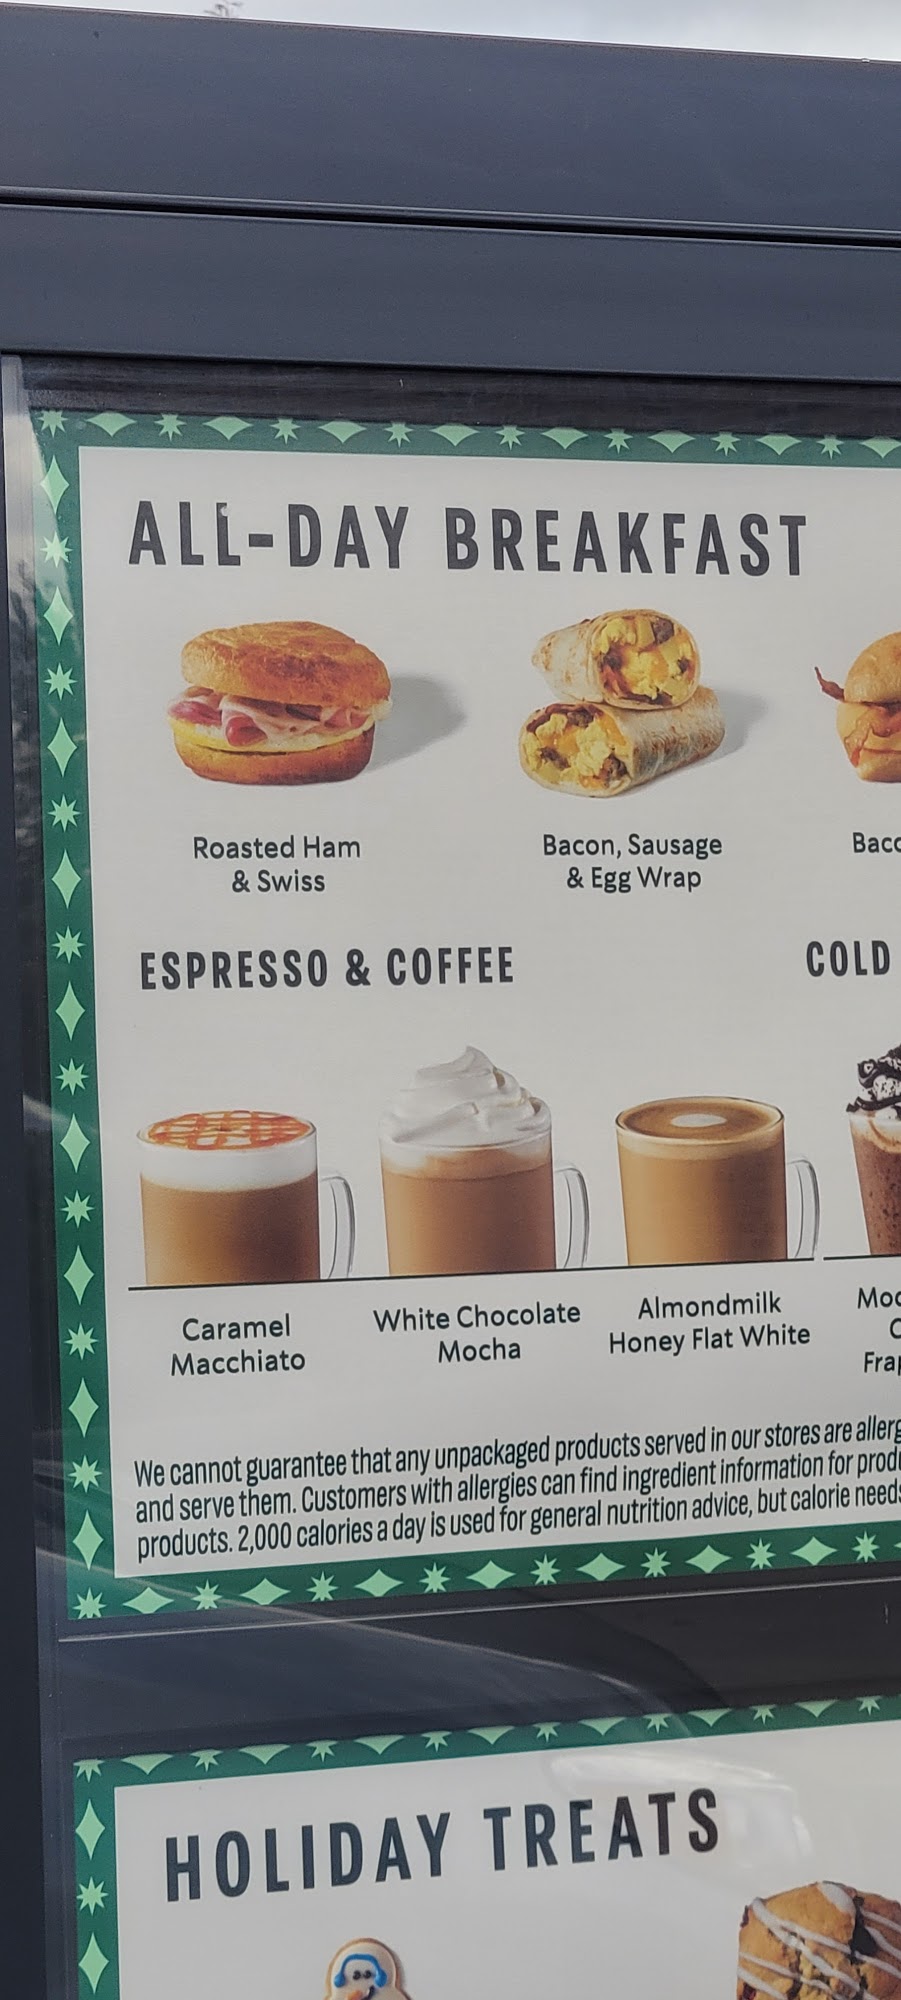 ALL-DAY BREAKFAST
Roasted Ham
& Swiss
Bacon, Sausage
& Egg Wrap
ESPRESSO & COFFEE
COLD
Caramel
Macchiato
White Chocolate
Mocha
Almondmilk
Honey Flat White
We cannot guarantee that any unpackaged products served in our stores are
and serve them. Customers with allergies can find ingredient information for
products. 2,000 calories a day is used for general nutrition advice, but calorie
HOLIDAY TREATS